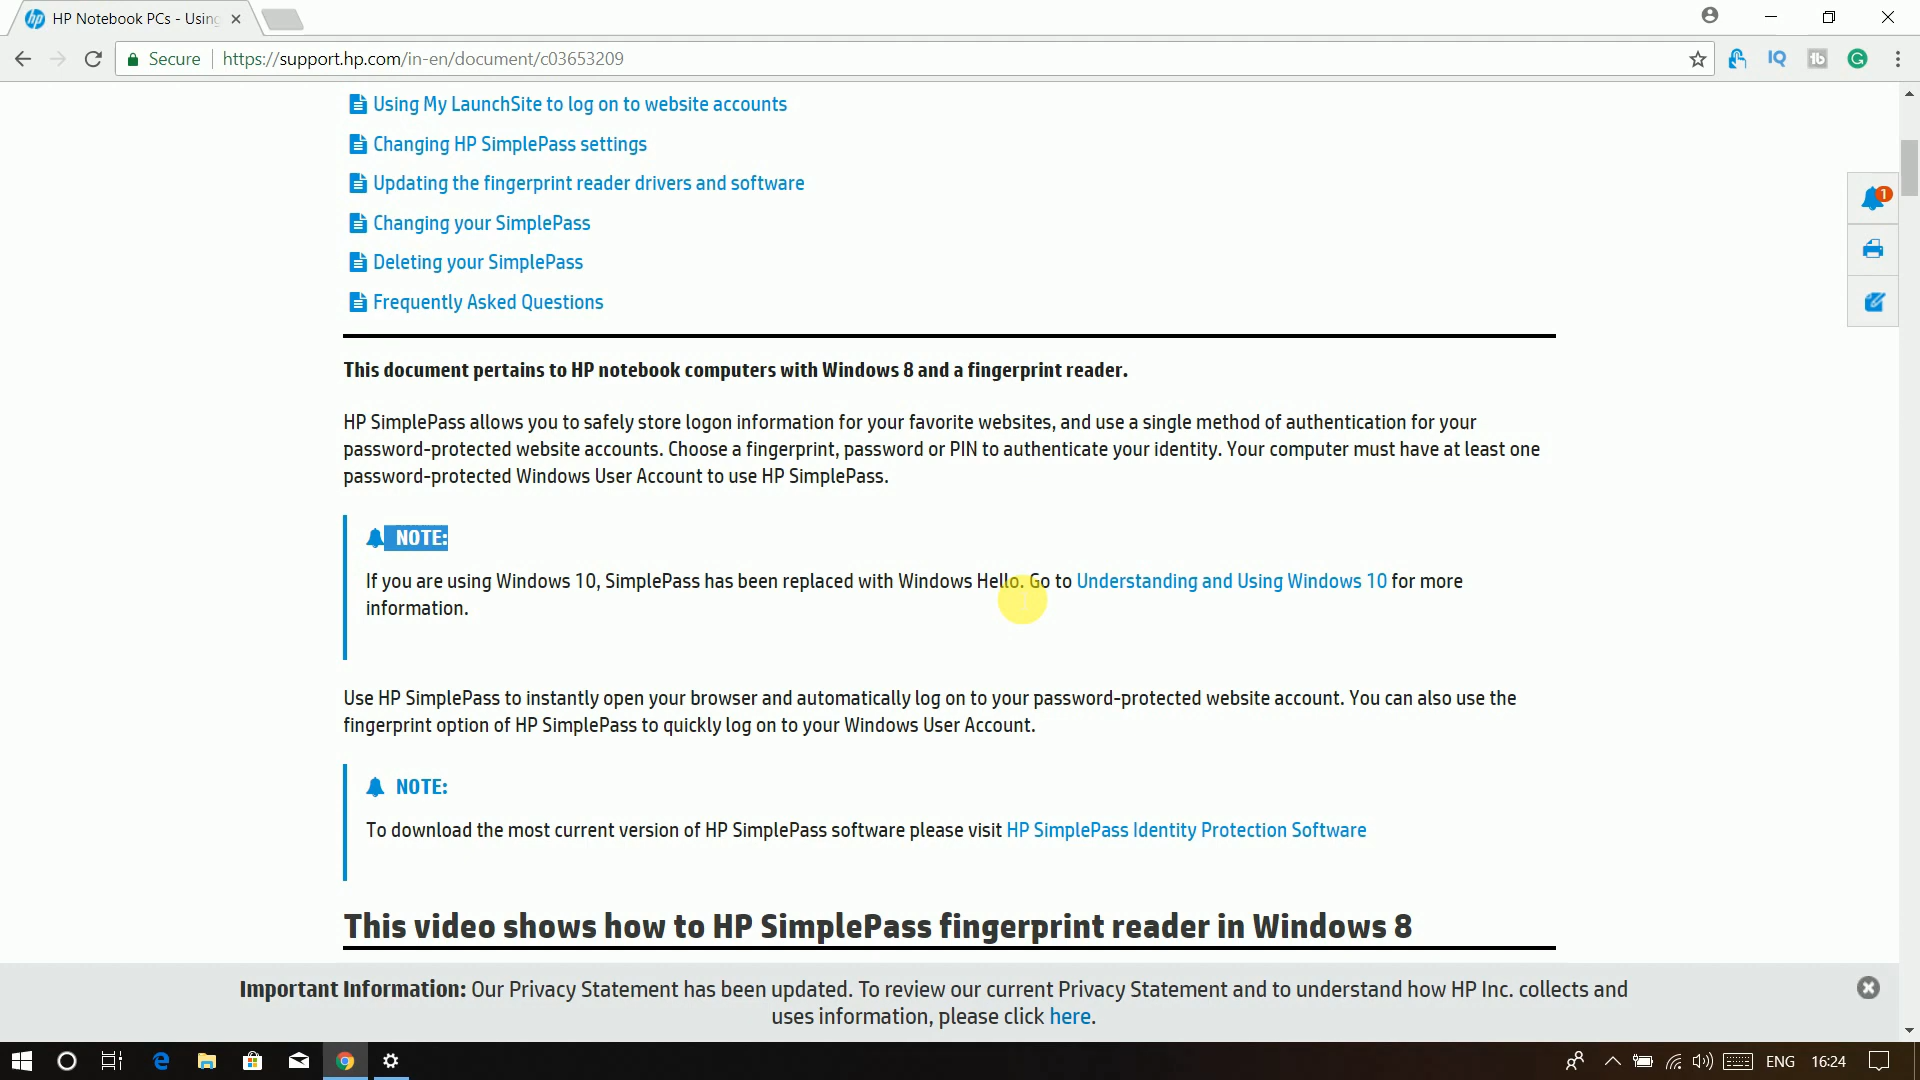 HP Notebook PCs - Using
Secure
https://support.hp.com/in-en/document/c03653209
IQ
Using My LaunchSite to log on to website accounts
Changing HP SimplePass settings
Updating the fingerprint reader drivers and software
Changing your SimplePass
Deleting your SimplePass
Frequently Asked Questions
1
This document pertains to HP notebook computers with Windows 8 and a fingerprint reader.
HP SimplePass allows you to safely store logon information for your favorite websites, and use a single method of authentication for your
password-protected website accounts. Choose a fingerprint, password or PIN to authenticate your identity. Your computer must have at least one
password-protected Windows User Account to use HP SimplePass.
NOTE:
If you are using Windows 10, SimplePass has been replaced with Windows Hello. Go to Understanding and Using Windows 10 for more
information.
Use HP SimplePass to instantly open your browser and automatically log on to your password-protected website account. You can also use the
fingerprint option of HP SimplePass to quickly log on to your Windows User Account.
NOTE:
To download the most current version of HP SimplePass software please visit HP SimplePass Identity Protection Software
This video shows how to HP SimplePass fingerprint reader in Windows 8
Important Information: Our Privacy Statement has been updated. To review our current Privacy Statement and to understand how HP Inc. collects and
uses information, please click here.
ENG
16:24